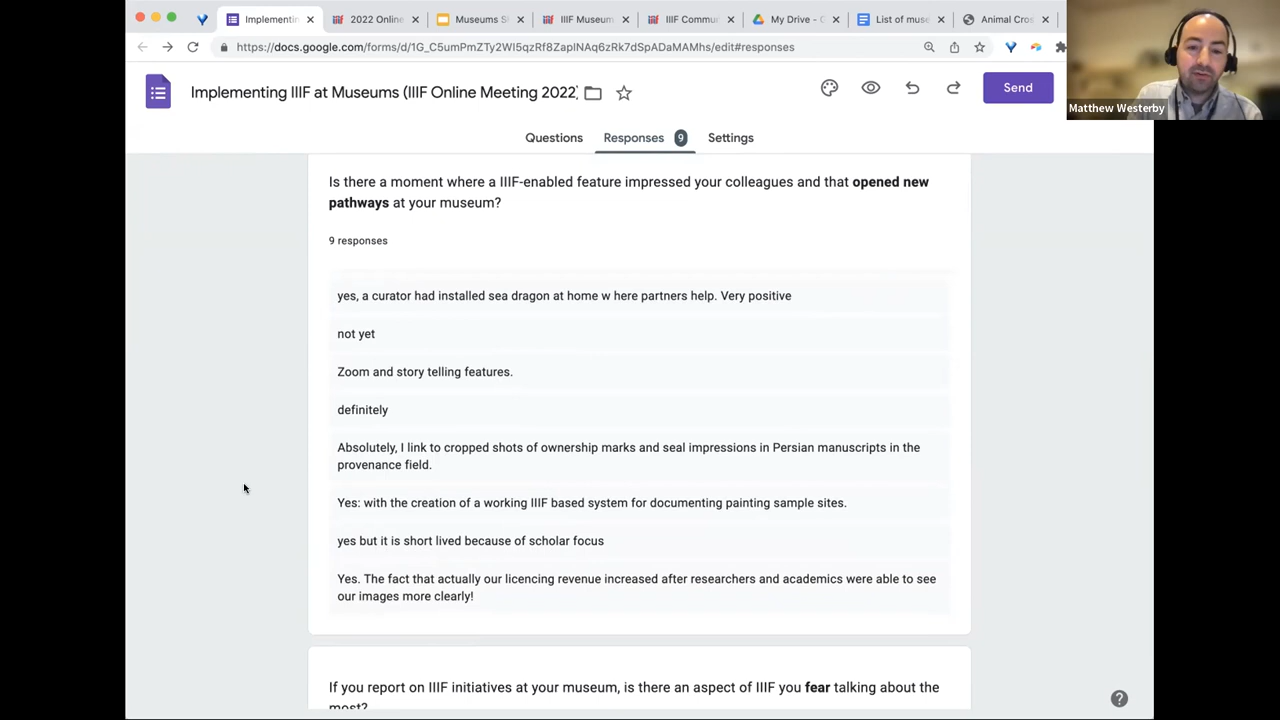 Implementin
2022 Online
Museums S
IIIF Museum
IIIF Commu
My Drive - G
List of muse
Animal Cros
https://docs.google.com/forms/d/1G_C5umPmZTy2WI5qzRf8ZaplNAq6zRk7dSpADaMAMhs/edit#responses
Implementing IIIF at Museums (IIIF Online Meeting 2022)
Send
Matthew Westerby
Questions
Responses 9
Settings
Is there a moment where a IIIF-enabled feature impressed your colleagues and that opened new
pathways at your museum?
9 responses
yes, a curator had installed sea dragon at home w here partners help. Very positive
not yet
Zoom and story telling features.
definitely
Absolutely, I link to cropped shots of ownership marks and seal impressions in Persian manuscripts in the
provenance field.
Yes: with the creation of a working IIIF based system for documenting painting sample sites.
yes but it is short lived because of scholar focus
Yes. The fact that actually our licencing revenue increased after researchers and academics were able to see
our images more clearly!
If you report on IIIF initiatives at your museum, is there an aspect of IIIF you fear talking about the
most?